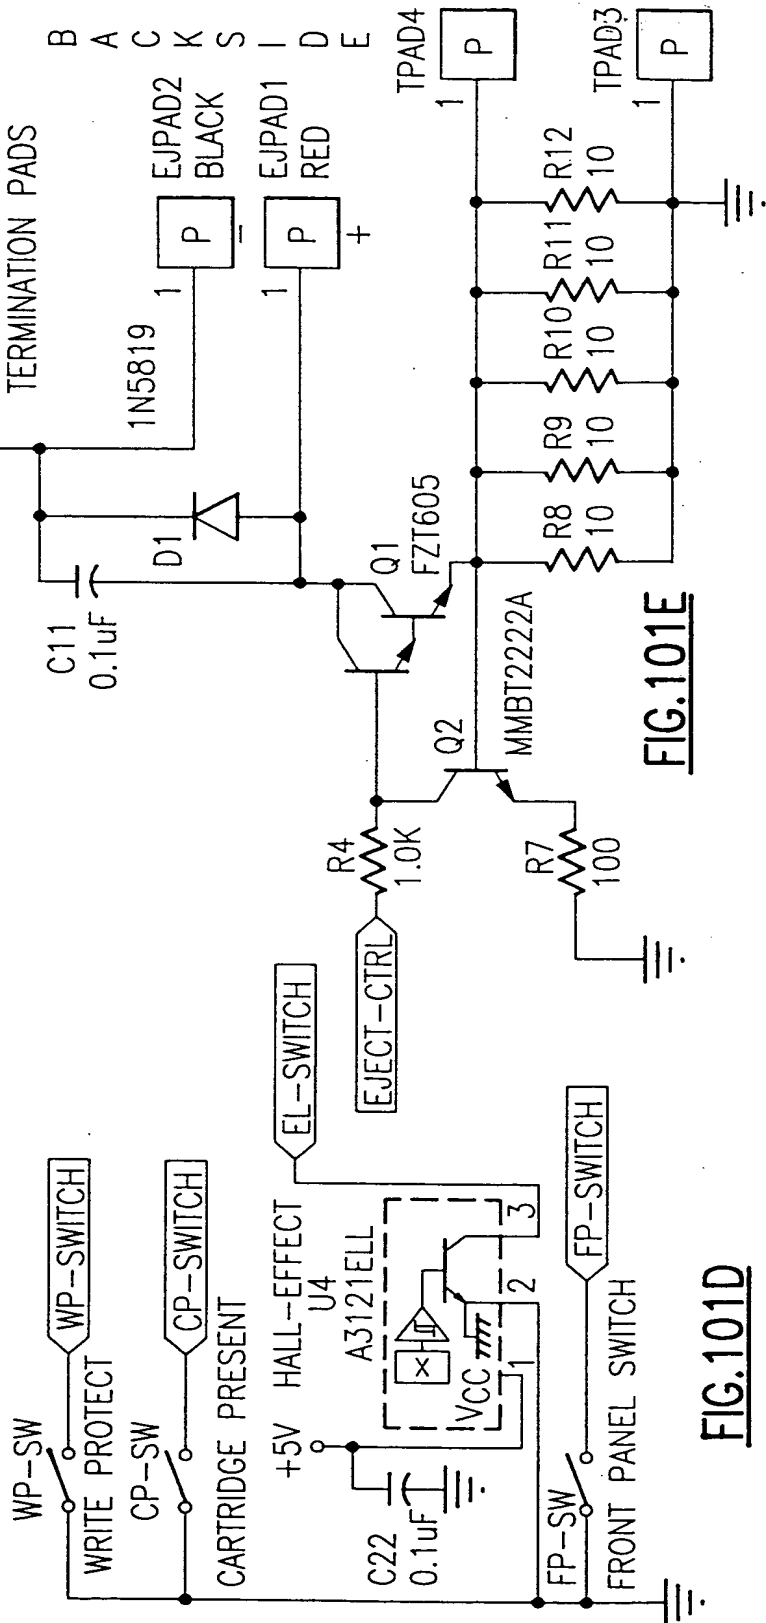 WP-SW
WP-SWITCH
WRITE PROTECT
CP-SW
CP-SWITCH
CARTRIDGE PRESENT
+5V
HALL-EFFECT
U4
A3121ELL
EL-SWITCH
X
VCC
1
2
3
C22
0.1uF
FP-SW
FP-SWITCH
FRONT PANEL SWITCH
FIG.101D
TERMINATION PADS
BACKSIDE
C11
0.1uF
D1
1N5819
1
P
-
EJPAD2
BLACK
1
P
+
EJPAD1
RED
EJECT-CTRL
R4
1.0K
Q1
FZT605
Q2
MMBT2222A
R7
100
R8
10
R9
10
R10
10
R11
10
R12
10
1
P
TPAD4
1
P
TPAD3
FIG.101E